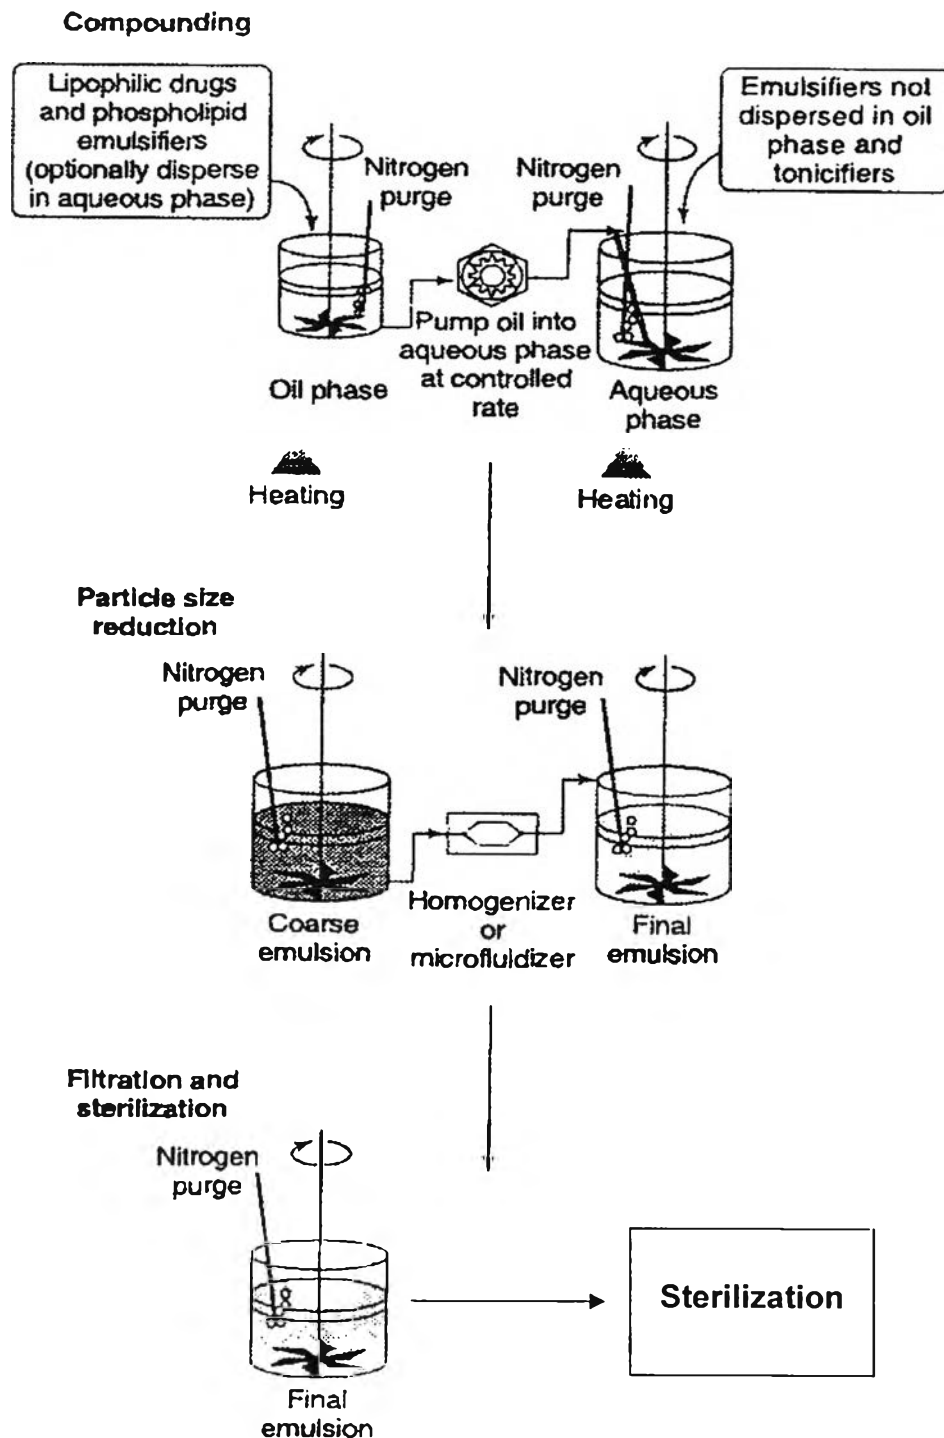 Compounding
Lipophilic drugs
and phospholipid
emulsifiers
(optionally disperse
in aqueous phase)
Nitrogen
purge
Nitrogen
purge
Emulsifiers not
dispersed in oil
phase and
tonicifiers
Pump oil into
aqueous phase
at controlled
rate
Oil phase
Aqueous
phase
Heating
Heating
Particle size
reduction
Nitrogen
purge
Nitrogen
purge
Coarse
emulsion
Homogenizer
or
microfluidizer
Final
emulsion
Filtration and
sterilization
Nitrogen
purge
Sterilization
Final
emulsion